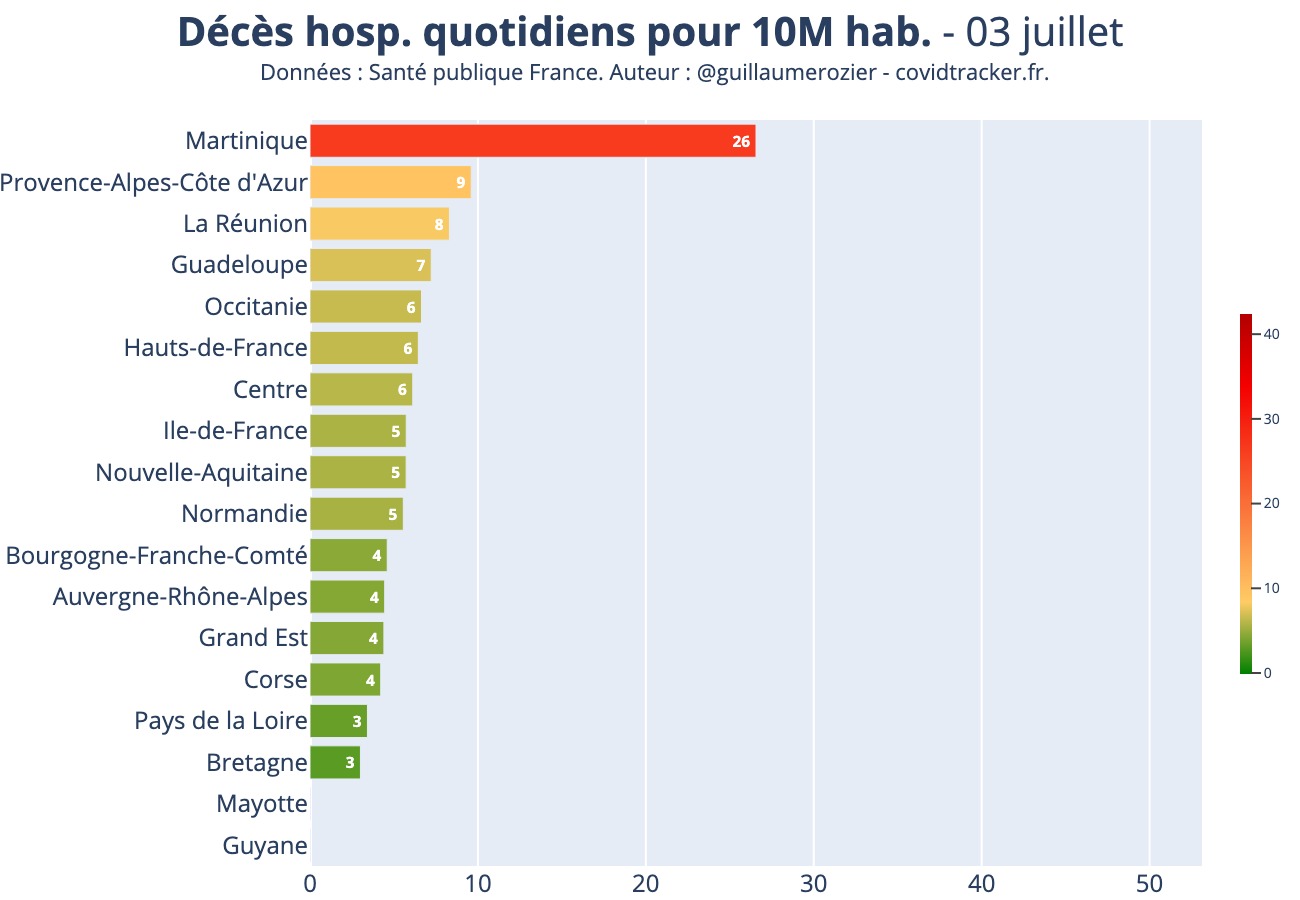 Décès hosp. quotidiens pour 10M hab. - 03 juillet
Données : Santé publique France. Auteur : @guillaumerozier - covidtracker.fr.
Martinique 26
Provence-Alpes-Côte d'Azur 9
La Réunion 8
Guadeloupe 7
Occitanie 6
Hauts-de-France 6
Centre 6
Ile-de-France 5
Nouvelle-Aquitaine 5
Normandie 5
Bourgogne-Franche-Comté 4
Auvergne-Rhône-Alpes 4
Grand Est 4
Corse 4
Pays de la Loire 3
Bretagne 3
Mayotte
Guyane
0 10 20 30 40 50
40
30
20
10
0